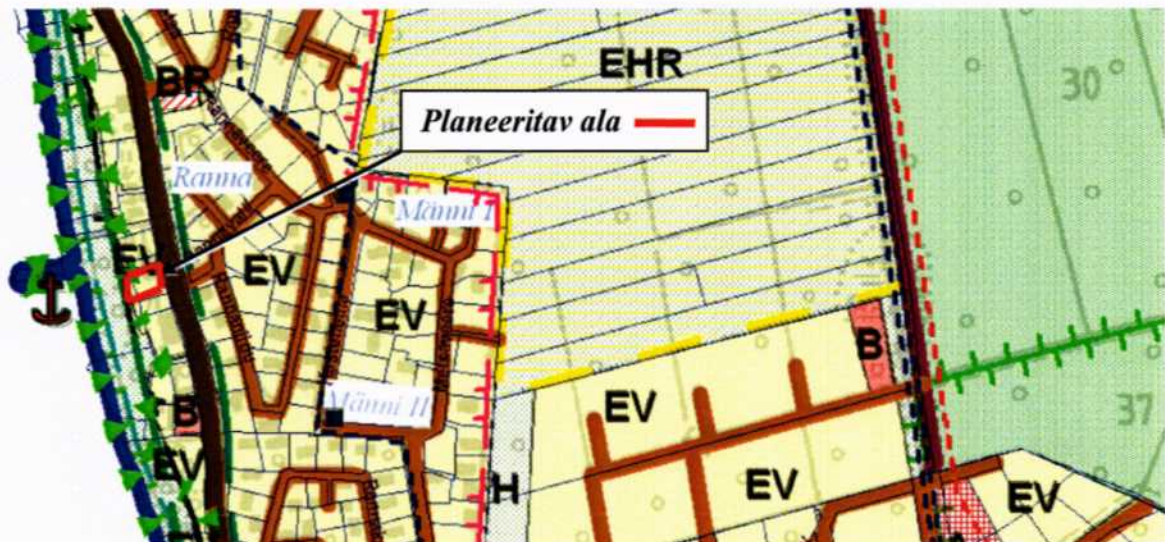 EHR
30
BR
Planeeritav ala
Ranna
Männi I
EV
EV
EV
B
EV
37
Männi II
B
EV
EV
EV
H